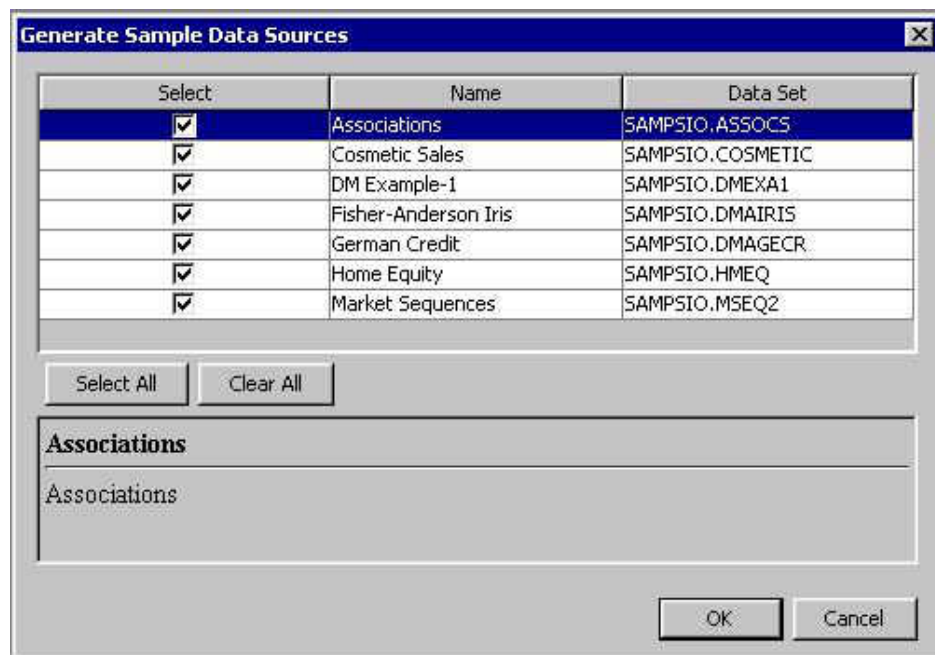 Generate Sample Data Sources
Select Name Data Set
Associations SAMPSIO.ASSOCS
Cosmetic Sales SAMPSIO.COSMETIC
DM Example-1 SAMPSIO.DMEXA1
Fisher-Anderson Iris SAMPSIO.DMAIRIS
German Credit SAMPSIO.DMAGECR
Home Equity SAMPSIO.HMEQ
Market Sequences SAMPSIO.MSEQ2
Select All Clear All
Associations
Associations
OK Cancel